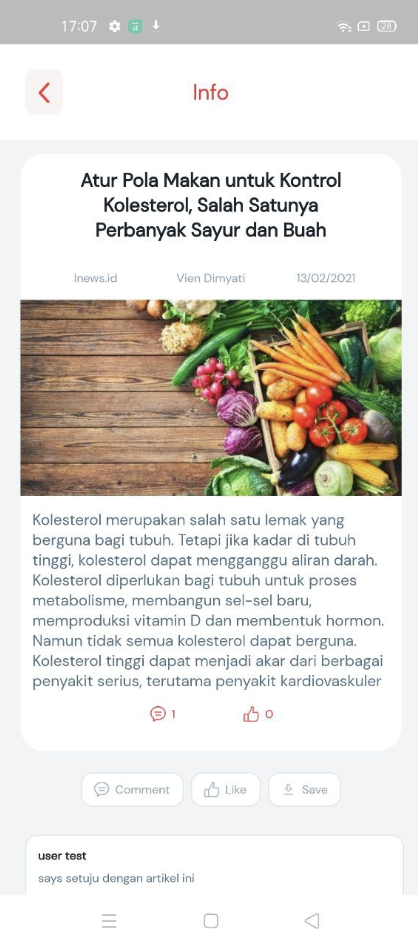 17:07
28
Info
Atur Pola Makan untuk Kontrol
Kolesterol, Salah Satunya
Perbanyak Sayur dan Buah
Inews.id Vien Dimyati 13/02/2021
Kolesterol merupakan salah satu lemak yang
berguna bagi tubuh. Tetapi jika kadar di tubuh
tinggi, kolesterol dapat mengganggu aliran darah.
Kolesterol diperlukan bagi tubuh untuk proses
metabolisme, membangun sel-sel baru,
memproduksi vitamin D dan membentuk hormon.
Namun tidak semua kolesterol dapat berguna.
Kolesterol tinggi dapat menjadi akar dari berbagai
penyakit serius, terutama penyakit kardiovaskuler
1 0
Comment Like Save
user test
says setuju dengan artikel ini